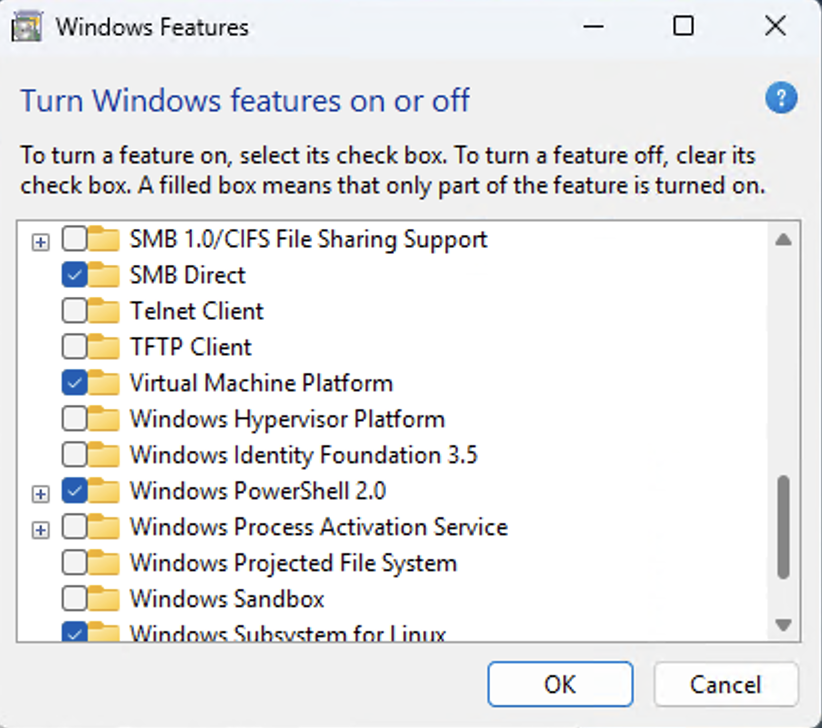 Windows Features
Turn Windows features on or off
?
To turn a feature on, select its check box. To turn a feature off, clear its
check box. A filled box means that only part of the feature is turned on.
SMB 1.0/CIFS File Sharing Support
SMB Direct
Telnet Client
TFTP Client
Virtual Machine Platform
Windows Hypervisor Platform
Windows Identity Foundation 3.5
Windows PowerShell 2.0
Windows Process Activation Service
Windows Projected File System
Windows Sandbox
Windows Subsystem for Linux
OK Cancel